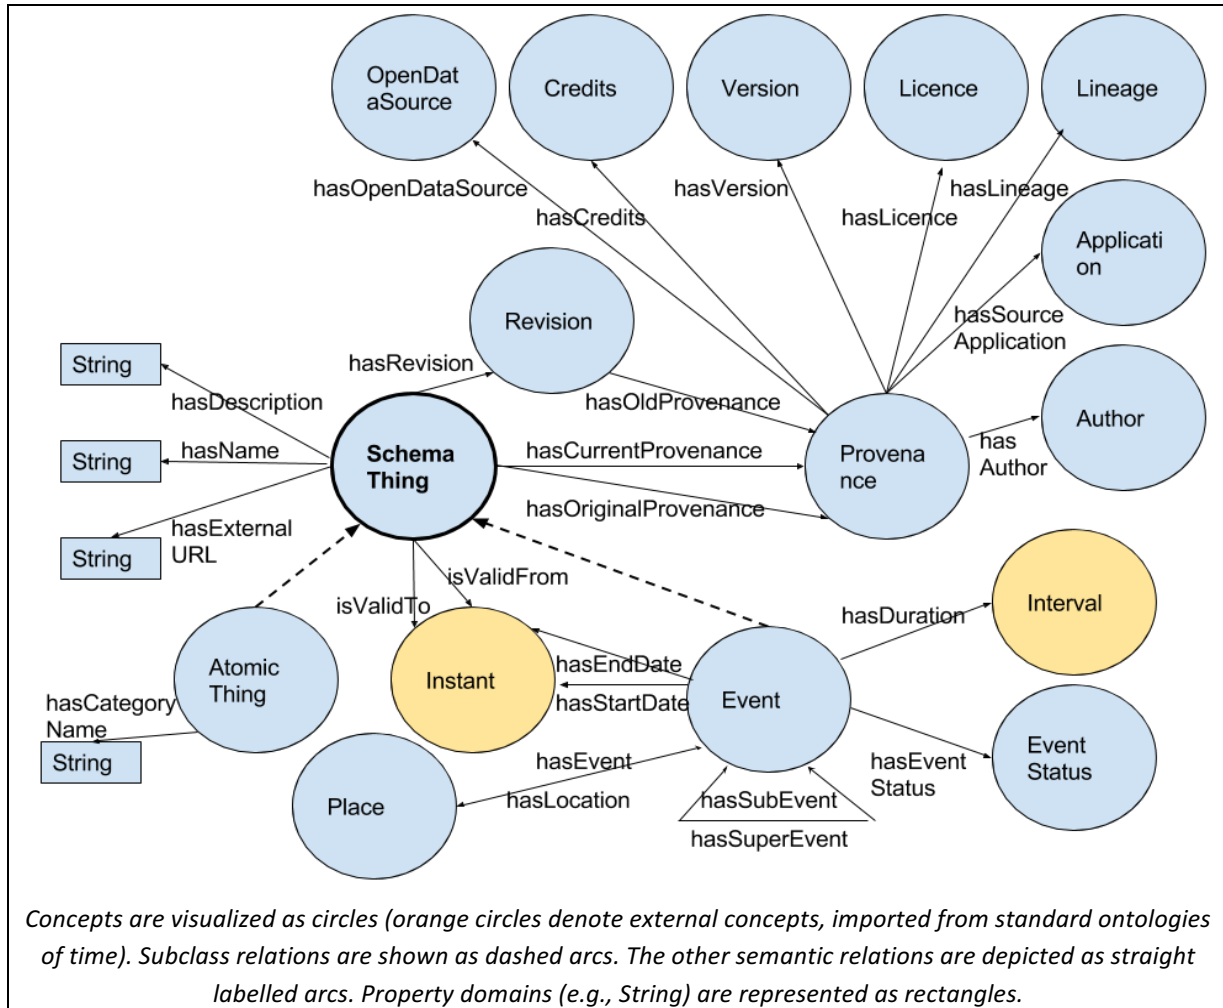 OpenDat
aSource
Credits
Version
Licence
Lineage
hasOpenDataSource
hasCredits
hasVersion
hasLicence
hasLineage
Applicati
on
hasSource
Application
Revision
hasRevision
hasOldProvenance
String
hasDescription
String
hasName
String
hasExternal
URL
Schema
Thing
hasCurrentProvenance
hasOriginalProvenance
Provena
nce
has
Author
Author
isValidFrom
isValidTo
Interval
hasDuration
Atomic
Thing
Instant
hasEndDate
hasStartDate
Event
hasCategory
Name
String
Event
Status
hasEvent
Status
hasEvent
hasLocation
Place
hasSubEvent
hasSuperEvent
Concepts are visualized as circles (orange circles denote external concepts, imported from standard ontologies
of time). Subclass relations are shown as dashed arcs. The other semantic relations are depicted as straight
labelled arcs. Property domains (e.g., String) are represented as rectangles.